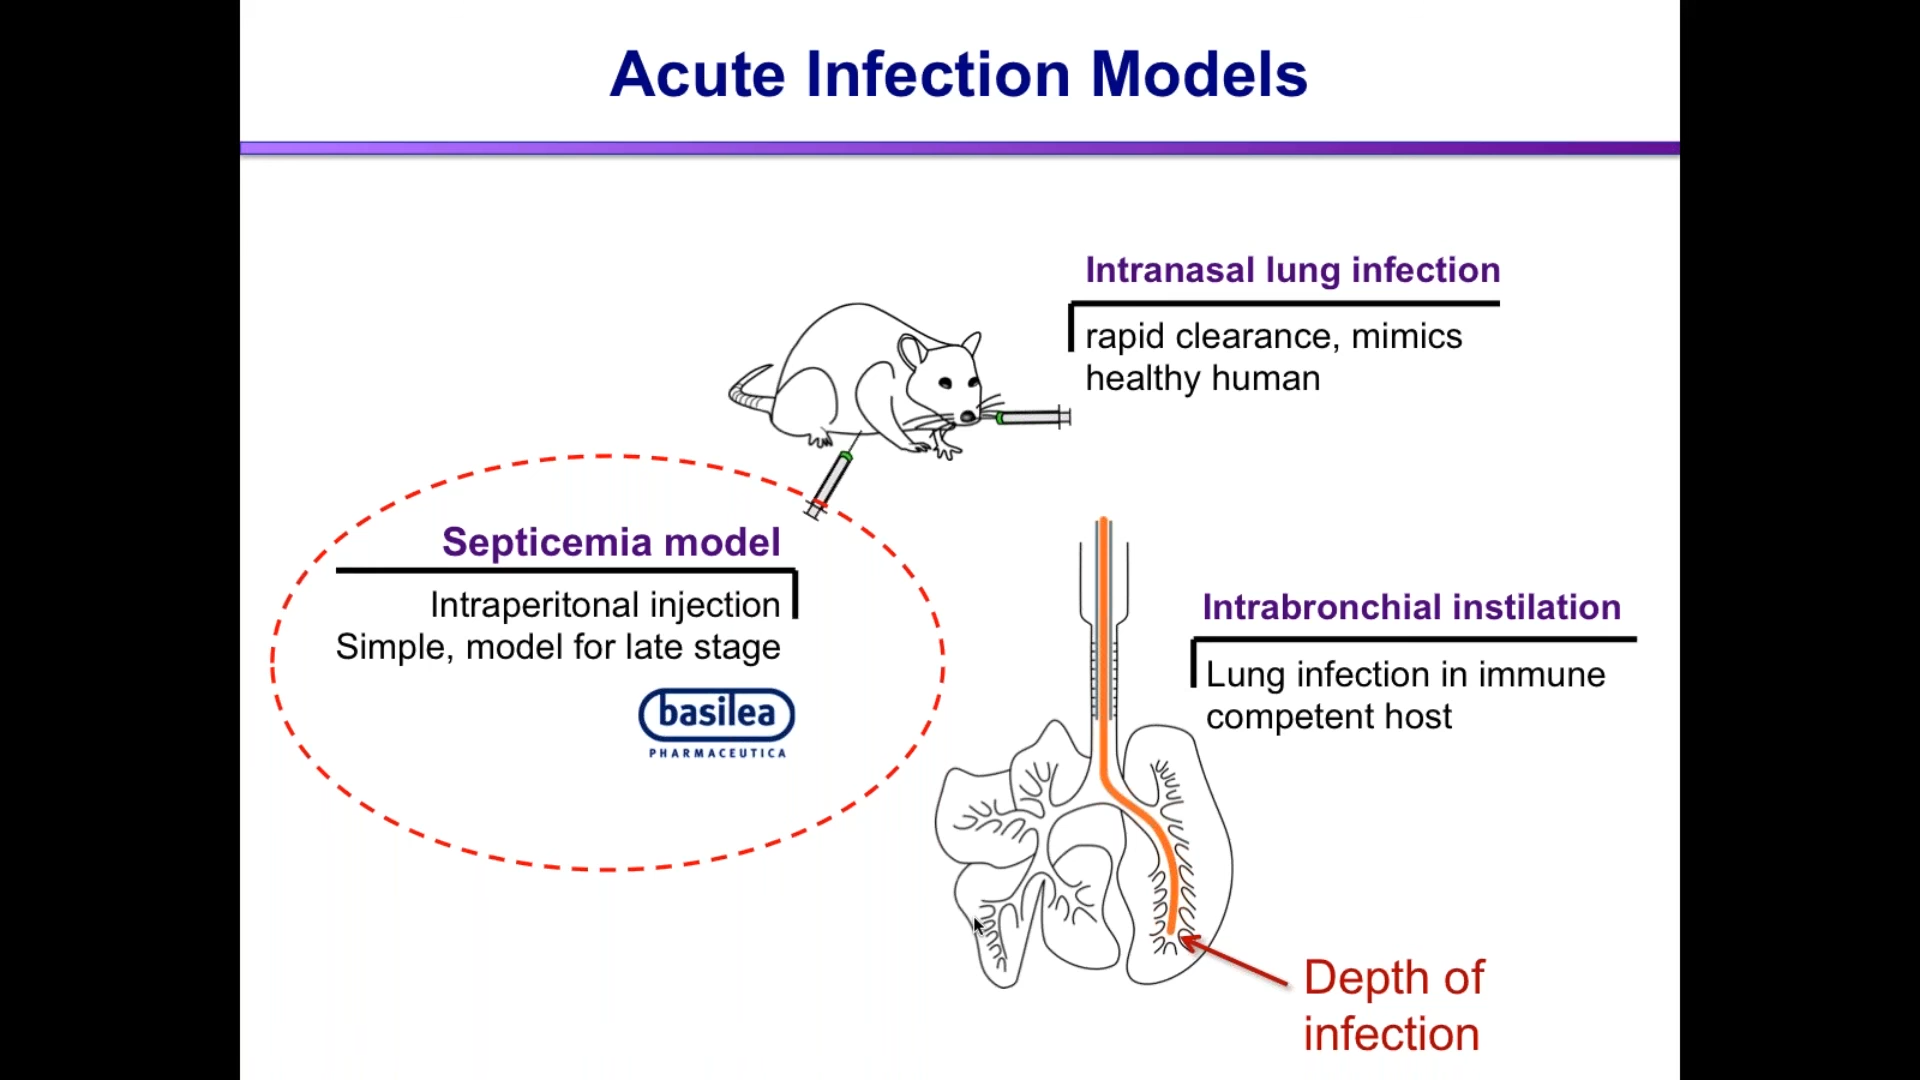 Acute Infection Models
Intranasal lung infection
rapid clearance, mimics
healthy human
Septicemia model
Intraperitonal injection
Simple, model for late stage
basilea
PHARMACEUTICA
Intrabronchial instilation
Lung infection in immune
competent host
Depth of
infection